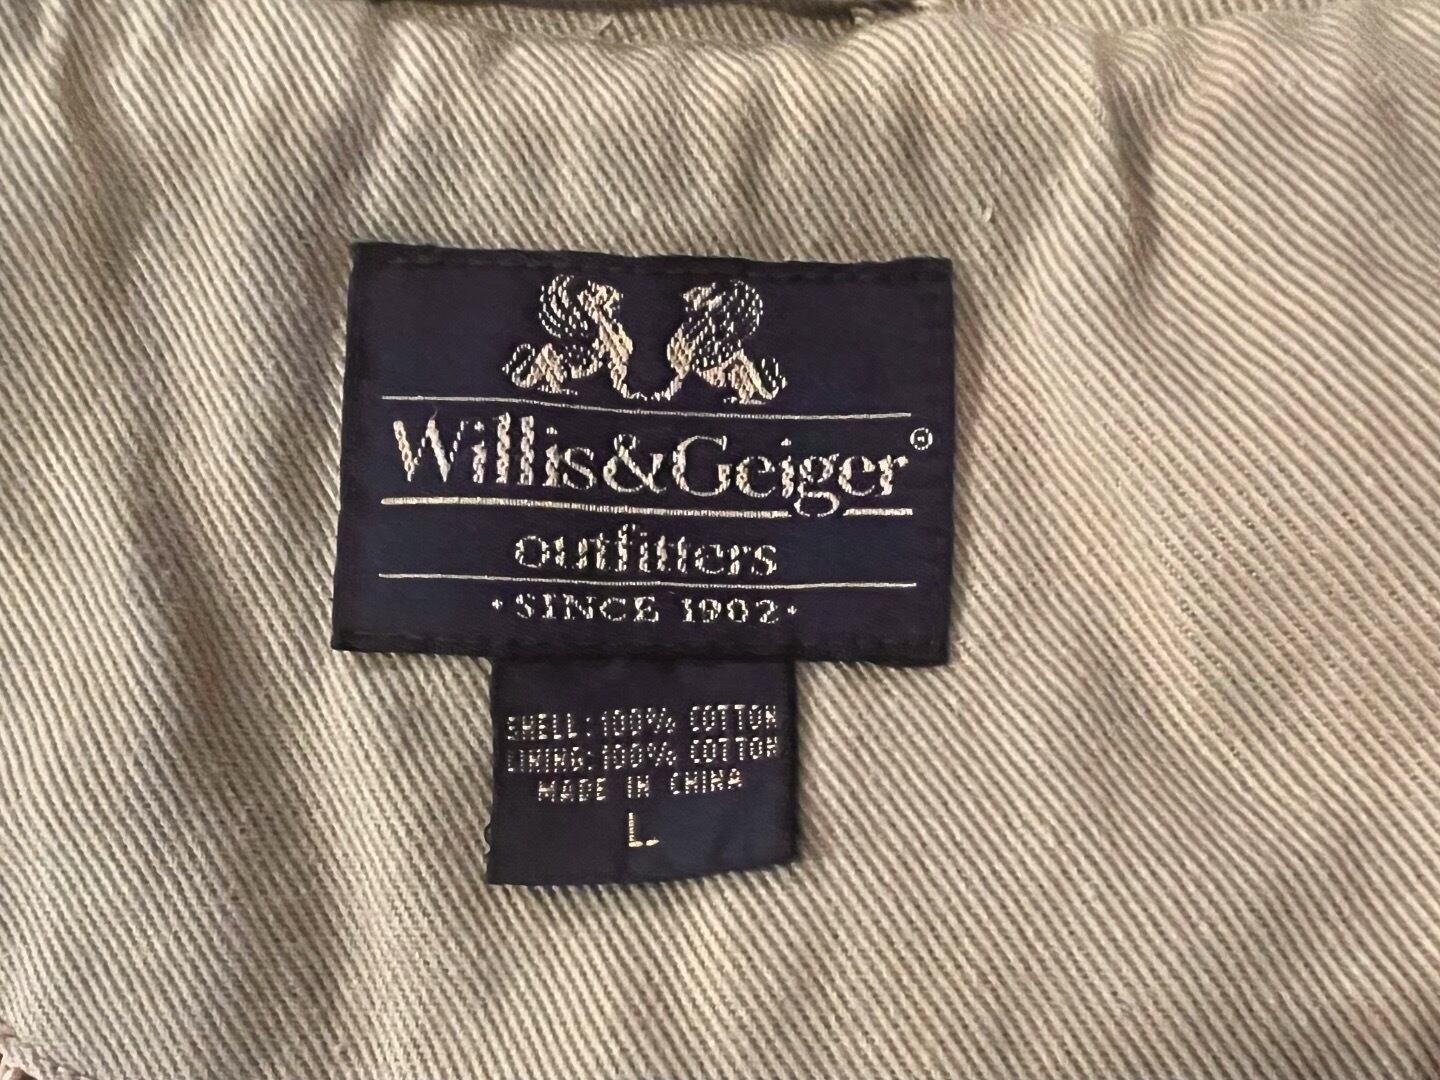 Willis&Geiger®
outfitters
·SINCE 1902·
SHELL:100% COTTON
LINING:100% COTTON
MADE IN CHINA
L